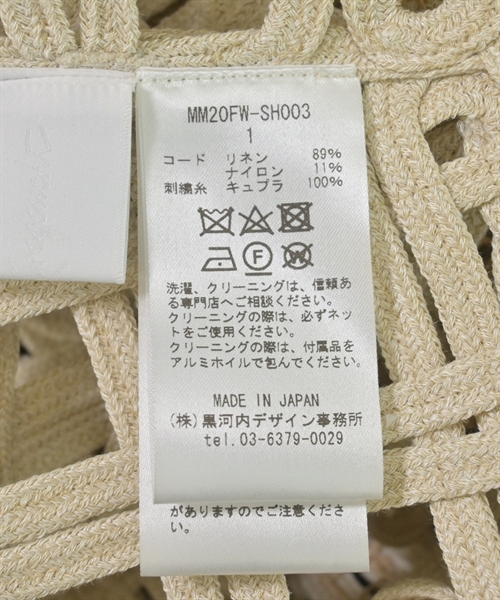 MM20FW-SH003
1
コード リネン 89%
ナイロン 11%
刺繍糸 キュプラ 100%
洗濯、クリーニングは、信頼あ
る専門店へご相談ください。
クリーニングの際は、必ずネッ
トをご使用ください。
クリーニングの際は、付属品を
アルミホイルで包んでください。
MADE IN JAPAN
(株)黒河内デザイン事務所
tel.03-6379-0029
がありますのでご注意くださ
い。